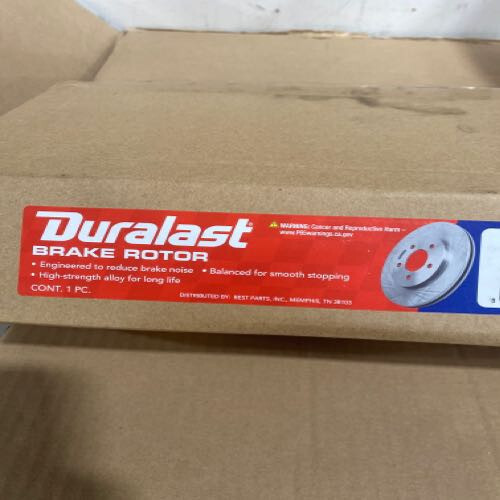 Duralast
BRAKE ROTOR
• Engineered to reduce brake noise • Balanced for smooth stopping
• High-strength alloy for long life
CONT. 1 PC.
DISTRIBUTED BY: BEST PARTS, INC., MEMPHIS, TN 38103
WARNING: Cancer and Reproductive Harm –
www.P65warnings.ca.gov